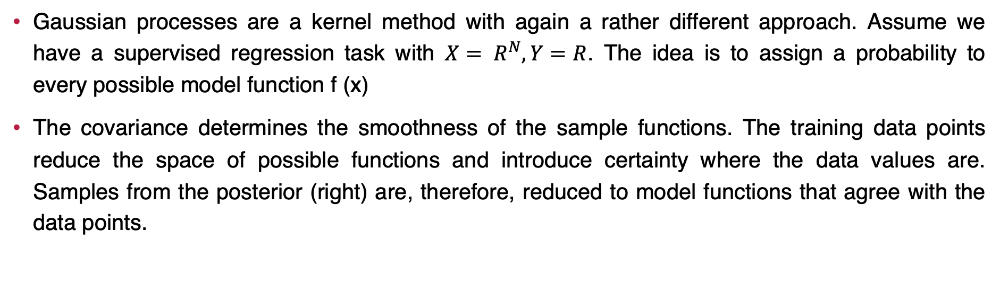 • Gaussian processes are a kernel method with again a rather different approach. Assume we
have a supervised regression task with X = R^N, Y = R. The idea is to assign a probability to
every possible model function f (x)
• The covariance determines the smoothness of the sample functions. The training data points
reduce the space of possible functions and introduce certainty where the data values are.
Samples from the posterior (right) are, therefore, reduced to model functions that agree with the
data points.